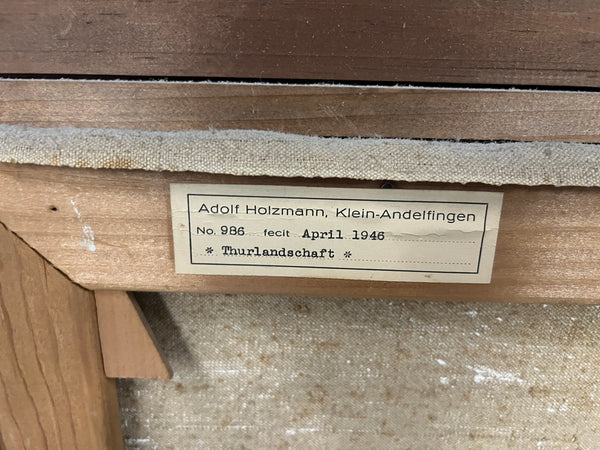 Adolf Holzmann, Klein-Andelfingen
No. 986 fecit April 1946
* Thurlandschaft *